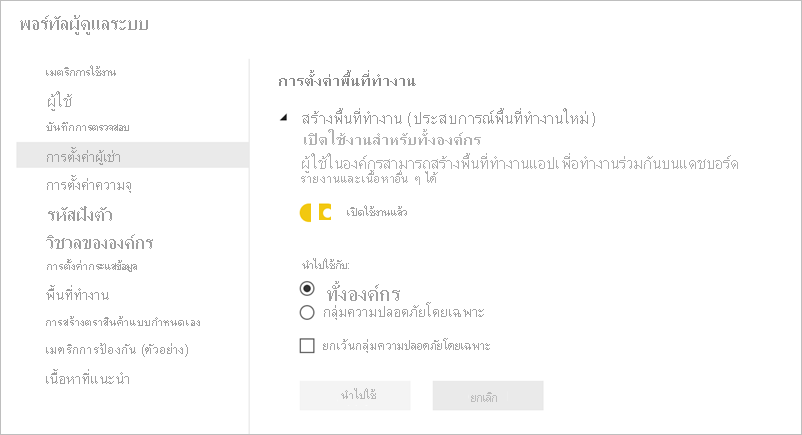 พอร์ทัลผู้ดูแลระบบ
เมตริกการใช้งาน
ผู้ใช้
บันทึกการตรวจสอบ
การตั้งค่าผู้เช่า
การตั้งค่าความจุ
รหัสฝังตัว
วิชวลขององค์กร
การตั้งค่ากระแสข้อมูล
พื้นที่ทำงาน
การสร้างตราสินค้าแบบกำหนดเอง
เมตริกการป้องกัน (ตัวอย่าง)
เนื้อหาที่แนะนำ
การตั้งค่าพื้นที่ทำงาน
สร้างพื้นที่ทำงาน (ประสบการณ์พื้นที่ทำงานใหม่)
เปิดใช้งานสำหรับทั้งองค์กร
ผู้ใช้ในองค์กรสามารถสร้างพื้นที่ทำงานแอปเพื่อทำงานร่วมกันบนแดชบอร์ด
รายงานและเนื้อหาอื่น ๆ ได้
เปิดใช้งานแล้ว
นำไปใช้กับ:
ทั้งองค์กร
กลุ่มความปลอดภัยโดยเฉพาะ
ยกเว้นกลุ่มความปลอดภัยโดยเฉพาะ
นำไปใช้
ยกเลิก